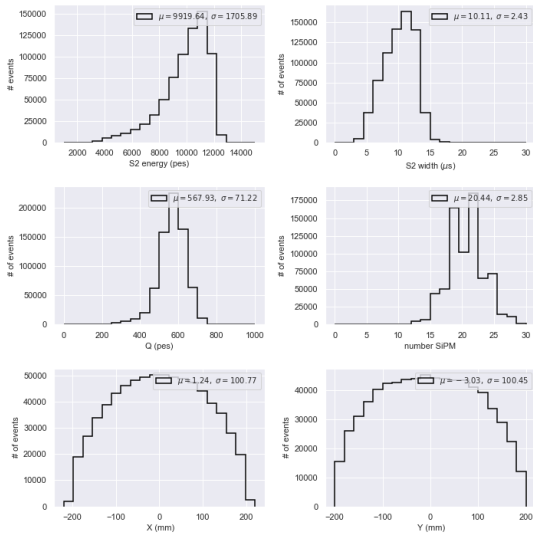 150000
125000
100000
75000
50000
25000
0
# of events
μ=9919.64, σ=1705.89
2000 4000 6000 8000 10000 12000 14000
S2 energy (pes)
150000
125000
100000
75000
50000
25000
0
# of events
μ=10.11, σ=2.43
0 5 10 15 20 25 30
S2 width (μs)
200000
150000
100000
50000
0
# of events
μ=567.93, σ=71.22
0 200 400 600 800 1000
Q (pes)
175000
150000
125000
100000
75000
50000
25000
0
# of events
μ=20.44, σ=2.85
0 5 10 15 20 25 30
number SiPM
50000
40000
30000
20000
10000
0
# of events
μ=1.24, σ=100.77
−200 −100 0 100 200
X (mm)
40000
30000
20000
10000
0
# of events
μ=−3.03, σ=100.45
−200 −100 0 100 200
Y (mm)